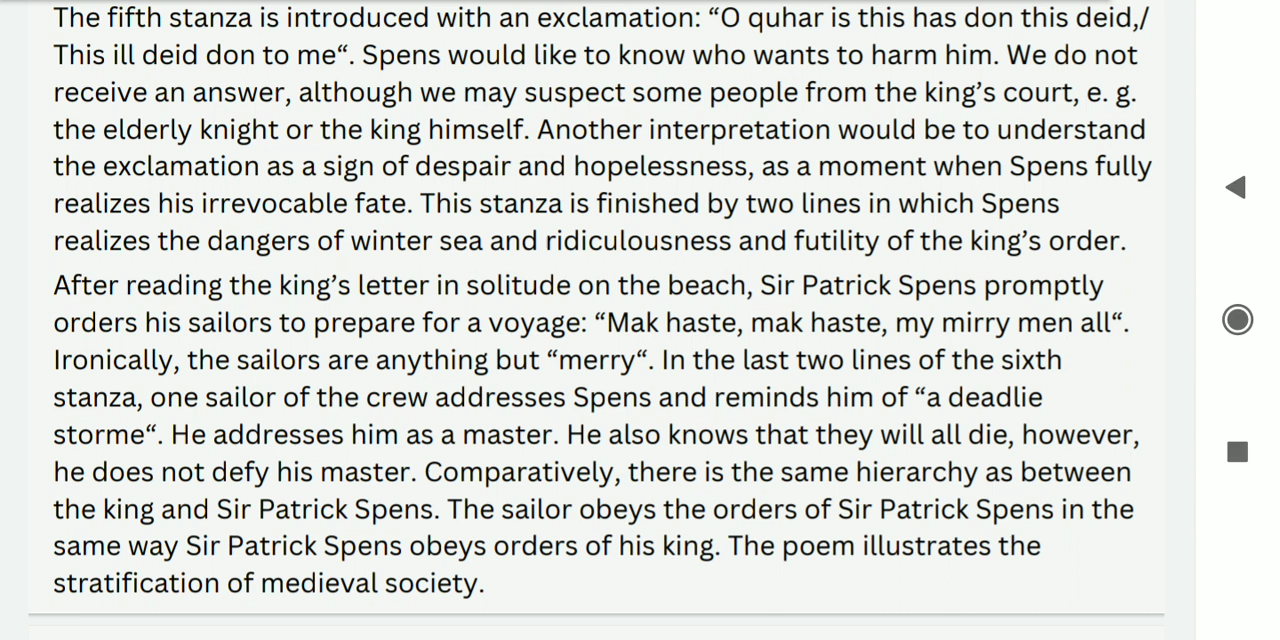 The fifth stanza is introduced with an exclamation: “O quhar is this has don this deid,/
This ill deid don to me“. Spens would like to know who wants to harm him. We do not
receive an answer, although we may suspect some people from the king’s court, e. g.
the elderly knight or the king himself. Another interpretation would be to understand
the exclamation as a sign of despair and hopelessness, as a moment when Spens fully
realizes his irrevocable fate. This stanza is finished by two lines in which Spens
realizes the dangers of winter sea and ridiculousness and futility of the king’s order.
After reading the king’s letter in solitude on the beach, Sir Patrick Spens promptly
orders his sailors to prepare for a voyage: “Mak haste, mak haste, my mirry men all“.
Ironically, the sailors are anything but “merry“. In the last two lines of the sixth
stanza, one sailor of the crew addresses Spens and reminds him of “a deadlie
storme“. He addresses him as a master. He also knows that they will all die, however,
he does not defy his master. Comparatively, there is the same hierarchy as between
the king and Sir Patrick Spens. The sailor obeys the orders of Sir Patrick Spens in the
same way Sir Patrick Spens obeys orders of his king. The poem illustrates the
stratification of medieval society.